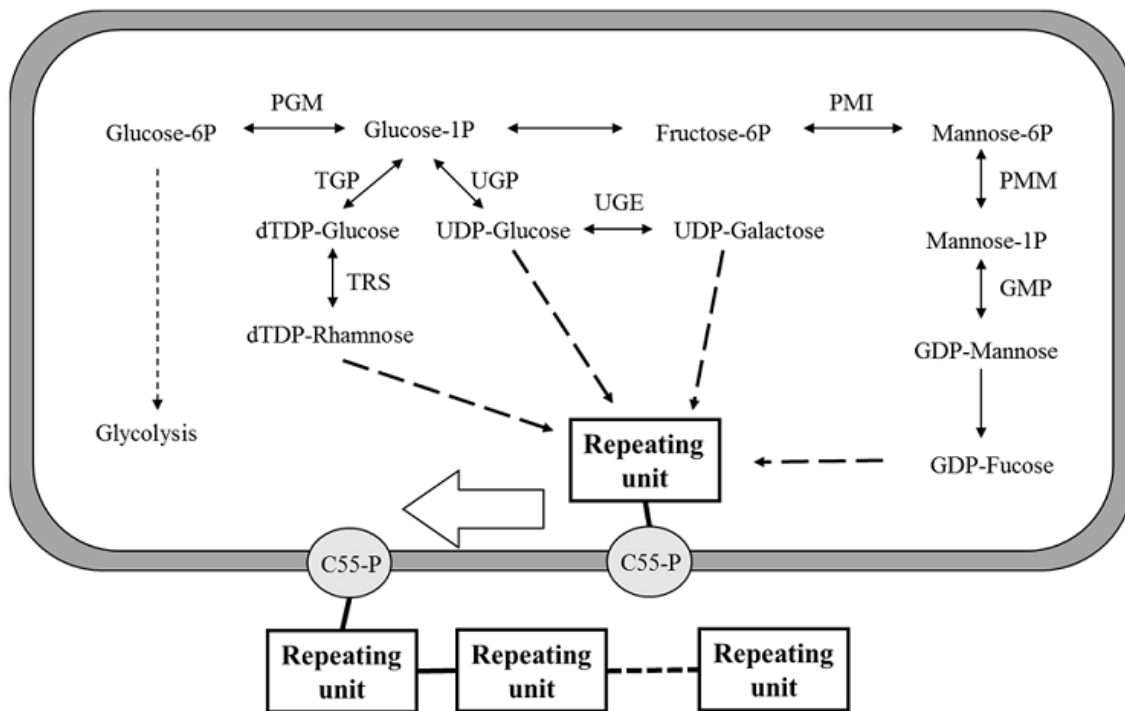 PGM
PMI
Glucose-6P
Glucose-1P
Fructose-6P
Mannose-6P
TGP
UGP
PMM
UGE
dTDP-Glucose
UDP-Glucose
UDP-Galactose
Mannose-1P
TRS
GMP
dTDP-Rhamnose
GDP-Mannose
Glycolysis
Repeating
unit
GDP-Fucose
C55-P
C55-P
Repeating
unit
Repeating
unit
Repeating
unit